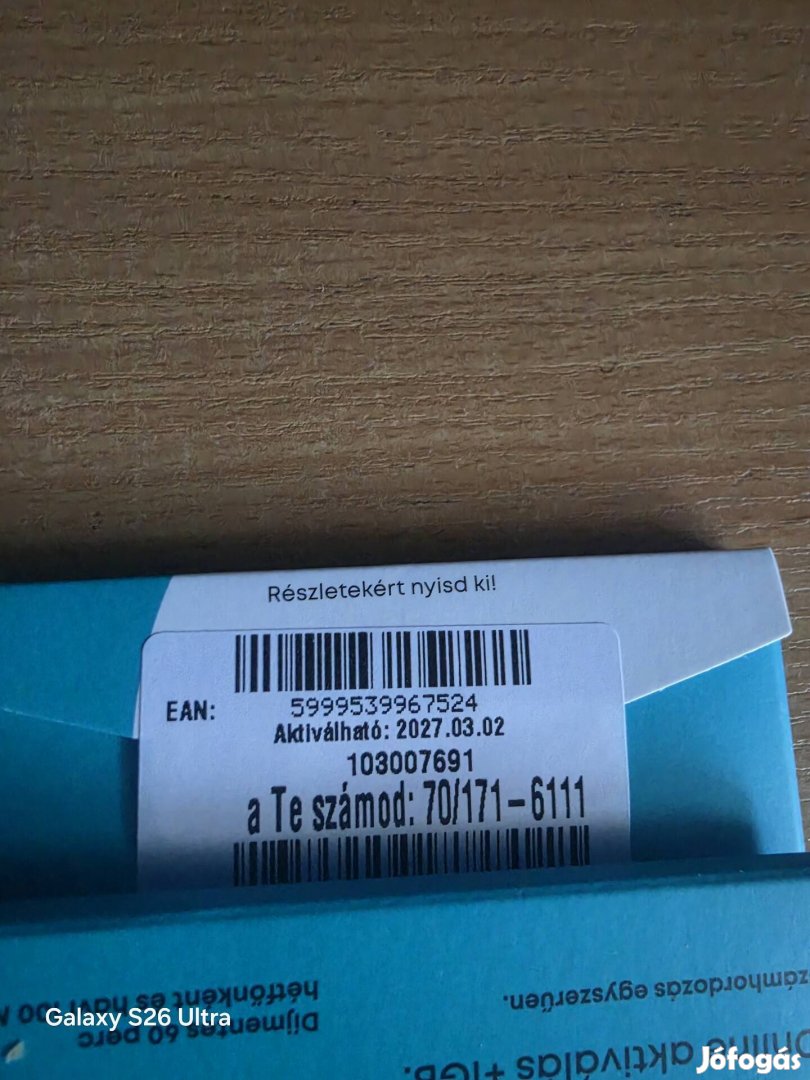 Részletekért nyisd ki!
EAN: 5999539967524
Aktiválható: 2027.03.02
103007691
a Te számod: 70/171-6111
Díjmentes 60 perc
hétfőnként és havi 100
számhordozás egyszerűen.
Online aktiválás +1GB.
Galaxy S26 Ultra
Jófogás